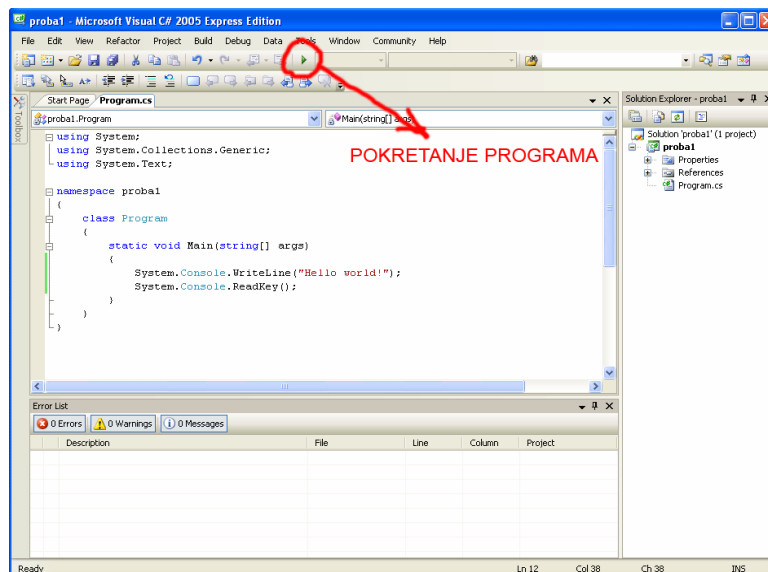 proba1 - Microsoft Visual C# 2005 Express Edition
File Edit View Refactor Project Build Debug Data Tools Window Community Help
Start Page Program.cs
Solution Explorer - proba1
Toolbox
proba1.Program
Main(string[] args)
Solution 'proba1' (1 project)
proba1
Properties
References
Program.cs
using System;
using System.Collections.Generic;
using System.Text;
POKRETANJE PROGRAMA
namespace proba1
{
class Program
{
static void Main(string[] args)
{
System.Console.WriteLine("Hello world!");
System.Console.ReadKey();
}
}
}
Error List
0 Errors 0 Warnings 0 Messages
Description File Line Column Project
Ready Ln 12 Col 38 Ch 38 INS